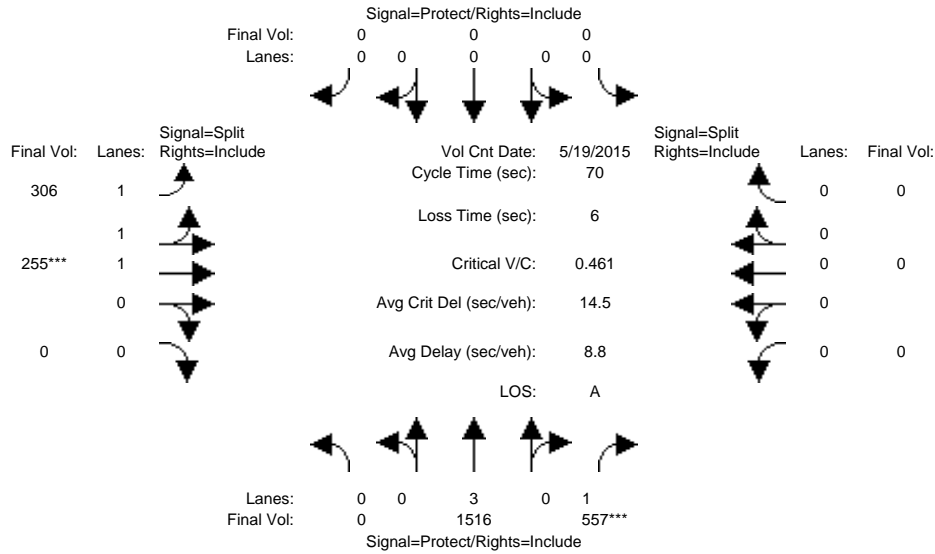 Signal=Protect/Rights=Include
Final Vol: 0 0 0
Lanes: 0 0 0 0 0
Signal=Split Signal=Split
Final Vol: Lanes: Rights=Include Vol Cnt Date: 5/19/2015 Rights=Include Lanes: Final Vol:
Cycle Time (sec): 70
306 1 0 0
Loss Time (sec): 6
1 0
255*** 1 Critical V/C: 0.461 0 0
0 Avg Crit Del (sec/veh): 14.5 0
0 0 Avg Delay (sec/veh): 8.8 0 0
LOS: A
Lanes: 0 0 3 0 1
Final Vol: 0 1516 557***
Signal=Protect/Rights=Include